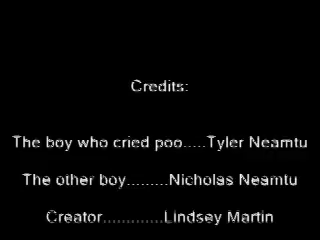 Credits:
The boy who cried poo.....Tyler Neamtu
The other boy.........Nicholas Neamtu
Creator.............Lindsey Martin